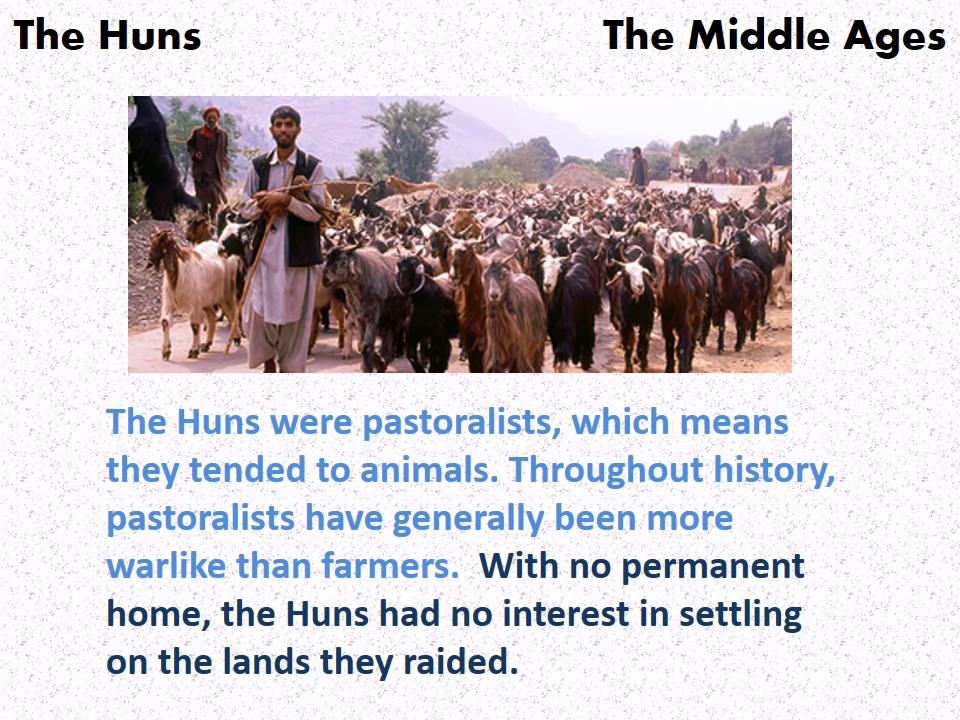 The Huns
The Middle Ages
The Huns were pastoralists, which means
they tended to animals. Throughout history,
pastoralists have generally been more
warlike than farmers.  With no permanent
home, the Huns had no interest in settling
on the lands they raided.